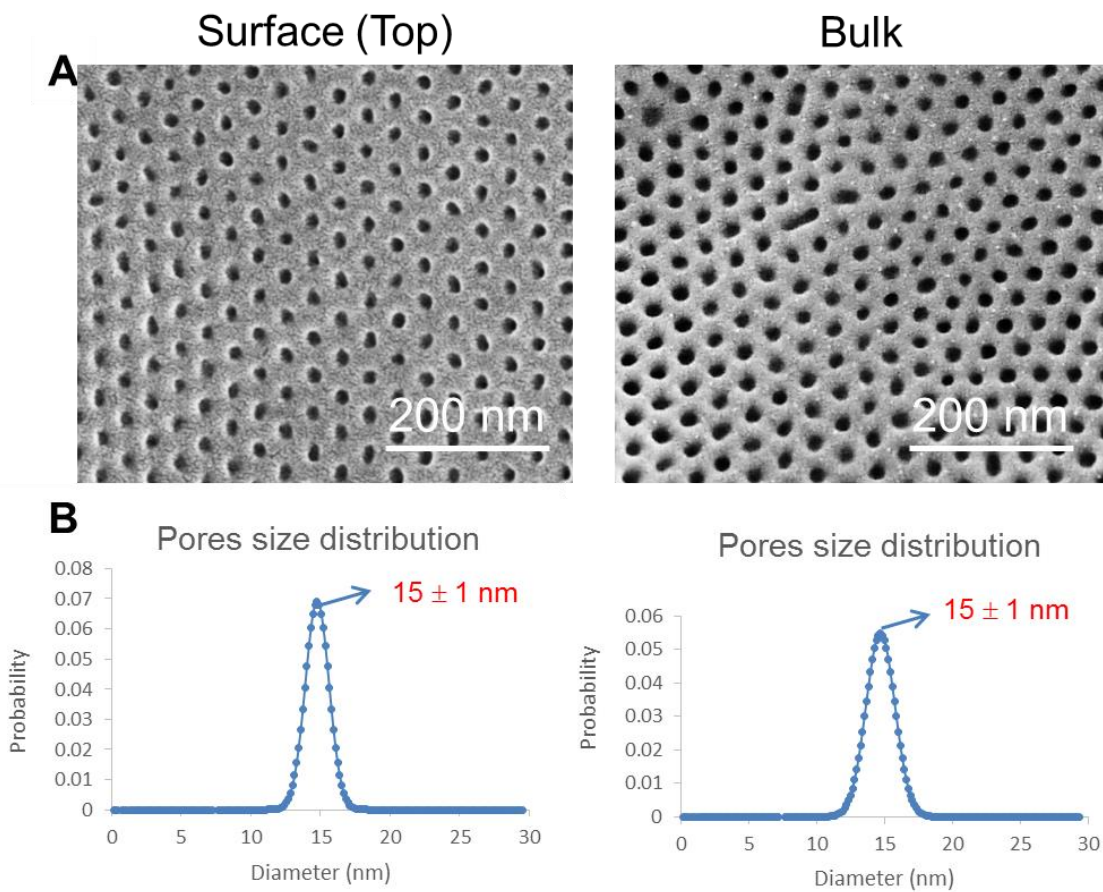 Surface (Top)
Bulk
A
200 nm
200 nm
B
Pores size distribution
0.08
0.07
0.06
0.05
0.04
0.03
0.02
0.01
0
Probability
15 ± 1 nm
0 5 10 15 20 25 30
Diameter (nm)
Pores size distribution
0.06
0.05
0.04
0.03
0.02
0.01
0
Probability
15 ± 1 nm
0 5 10 15 20 25 30
Diameter (nm)